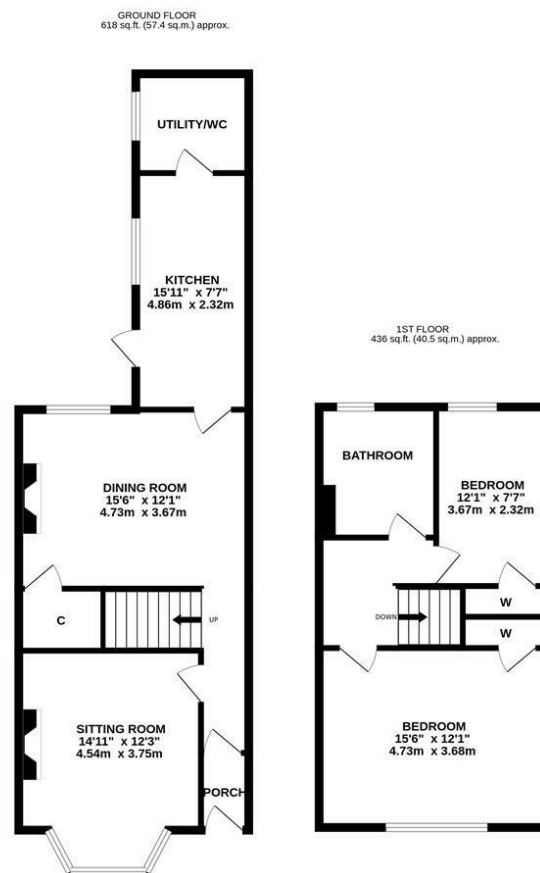 GROUND FLOOR
618 sq.ft. (57.4 sq.m.) approx.
UTILITY/WC
KITCHEN
15'11" x 7'7"
4.86m x 2.32m
DINING ROOM
15'6" x 12'1"
4.73m x 3.67m
C
UP
SITTING ROOM
14'11" x 12'3"
4.54m x 3.75m
PORCH
1ST FLOOR
436 sq.ft. (40.5 sq.m.) approx.
BATHROOM
BEDROOM
12'1" x 7'7"
3.67m x 2.32m
W
DOWN
W
BEDROOM
15'6" x 12'1"
4.73m x 3.68m